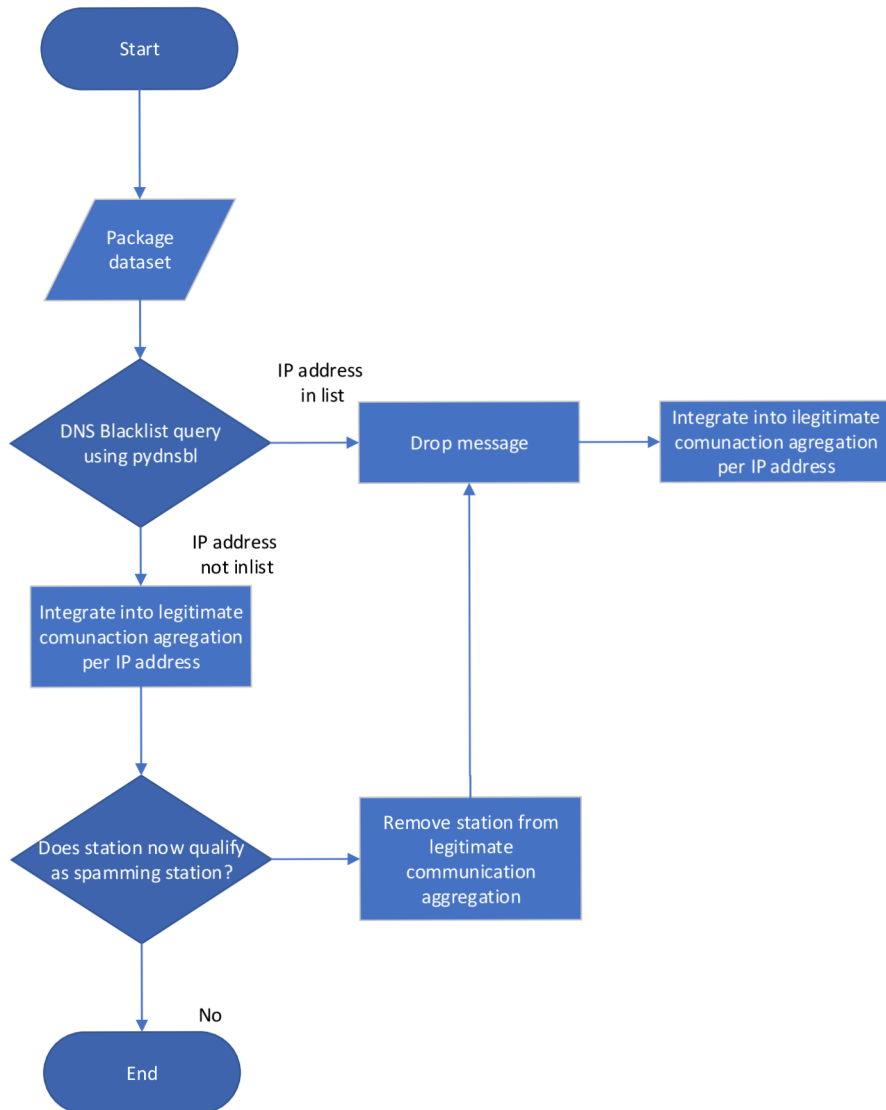 Start
Package
dataset
IP address
in list
DNS Blacklist query
using pydnsbl
Drop message
Integrate into ilegitimate
comunaction agregation
per IP address
IP address
not inlist
Integrate into legitimate
comunaction agregation
per IP address
Does station now qualify
as spamming station?
Remove station from
legitimate
communication
aggregation
No
End